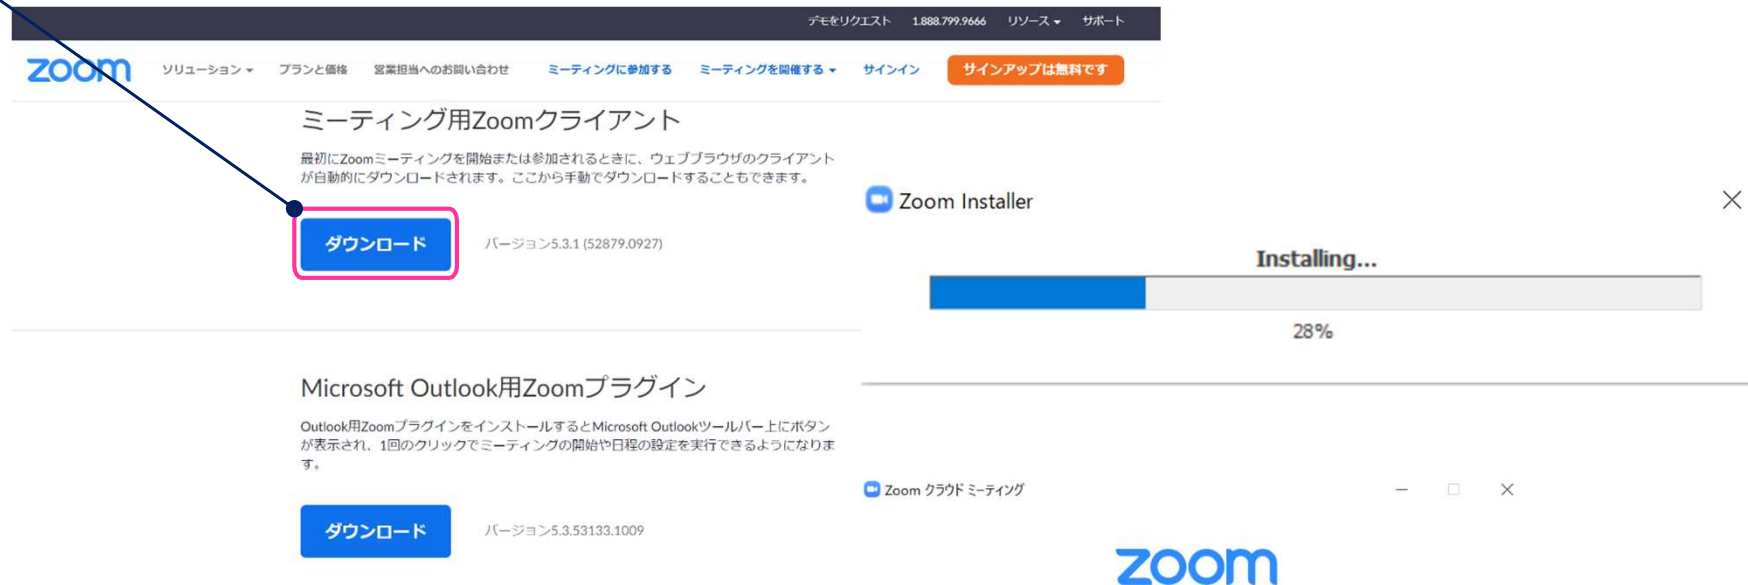 デモをリクエスト 1.888.799.9666 リソース サポート
zoom ソリューション プランと価格 営業担当へのお問い合わせ ミーティングに参加する ミーティングを開催する サインイン サインアップは無料です
ミーティング用Zoomクライアント
最初にZoomミーティングを開始または参加されるときに、ウェブブラウザのクライアント
が自動的にダウンロードされます。ここから手動でダウンロードすることもできます。
ダウンロード バージョン5.3.1 (52879.0927)
Microsoft Outlook用Zoomプラグイン
Outlook用ZoomプラグインをインストールするとMicrosoft Outlookツールバー上にボタン
が表示され、1回のクリックでミーティングの開始や日程の設定を実行できるようになりま
す。
ダウンロード バージョン5.3.53133.1009
Zoom Installer
Installing...
28%
Zoom クラウド ミーティング
zoom